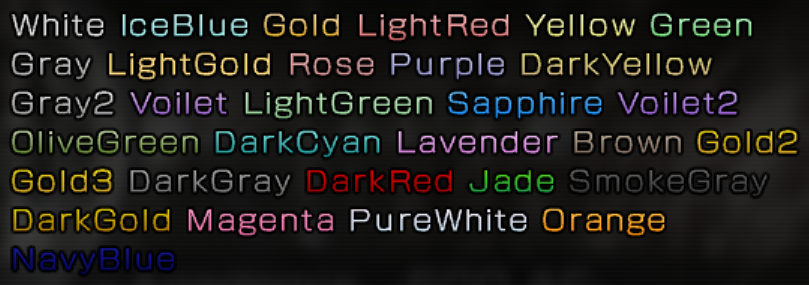 White IceBlue Gold LightRed Yellow Green
Gray LightGold Rose Purple DarkYellow
Gray2 Voilet LightGreen Sapphire Voilet2
OliveGreen DarkCyan Lavender Brown Gold2
Gold3 DarkGray DarkRed Jade SmokeGray
DarkGold Magenta PureWhite Orange
NavyBlue